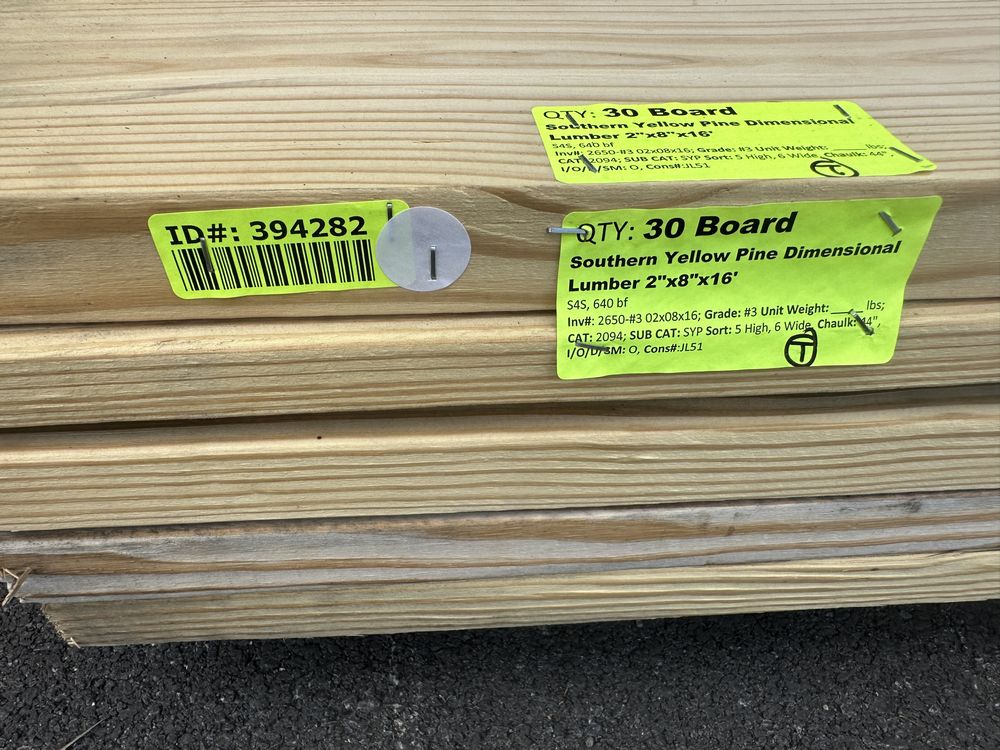 QTY: 30 Board
Southern Yellow Pine Dimensional
Lumber 2"x8"x16'
S4S, 640 bf
Inv#: 2650-#3 02x08x16; Grade: #3 Unit Weight: ____ lbs;
CAT: 2094; SUB CAT: SYP Sort: 5 High, 6 Wide, Chaulk: 44",
I/O/D/SM: O, Cons#:JL51
T
ID#: 394282
QTY: 30 Board
Southern Yellow Pine Dimensional
Lumber 2"x8"x16'
S4S, 640 bf
Inv#: 2650-#3 02x08x16; Grade: #3 Unit Weight: ____ lbs;
CAT: 2094; SUB CAT: SYP Sort: 5 High, 6 Wide, Chaulk: 44",
I/O/D/SM: O, Cons#:JL51
T